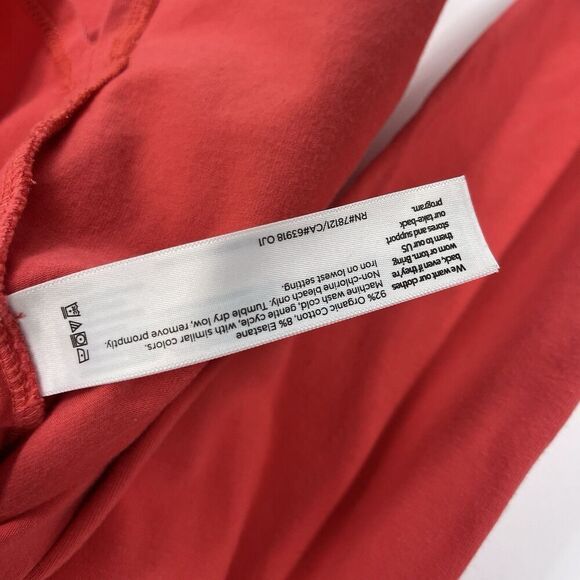 92% Organic Cotton. 8% Elastane
Machine wash cold, gentle cycle, with similar colors.
Non-chlorine bleach only. Tumble dry low, remove promptly.
Iron on lowest setting.
RN#78121/CA#63918 OJI
We want our clothes
back, even if they're
worn or torn. Bring
them to our US
stores and support
our take-back
program.